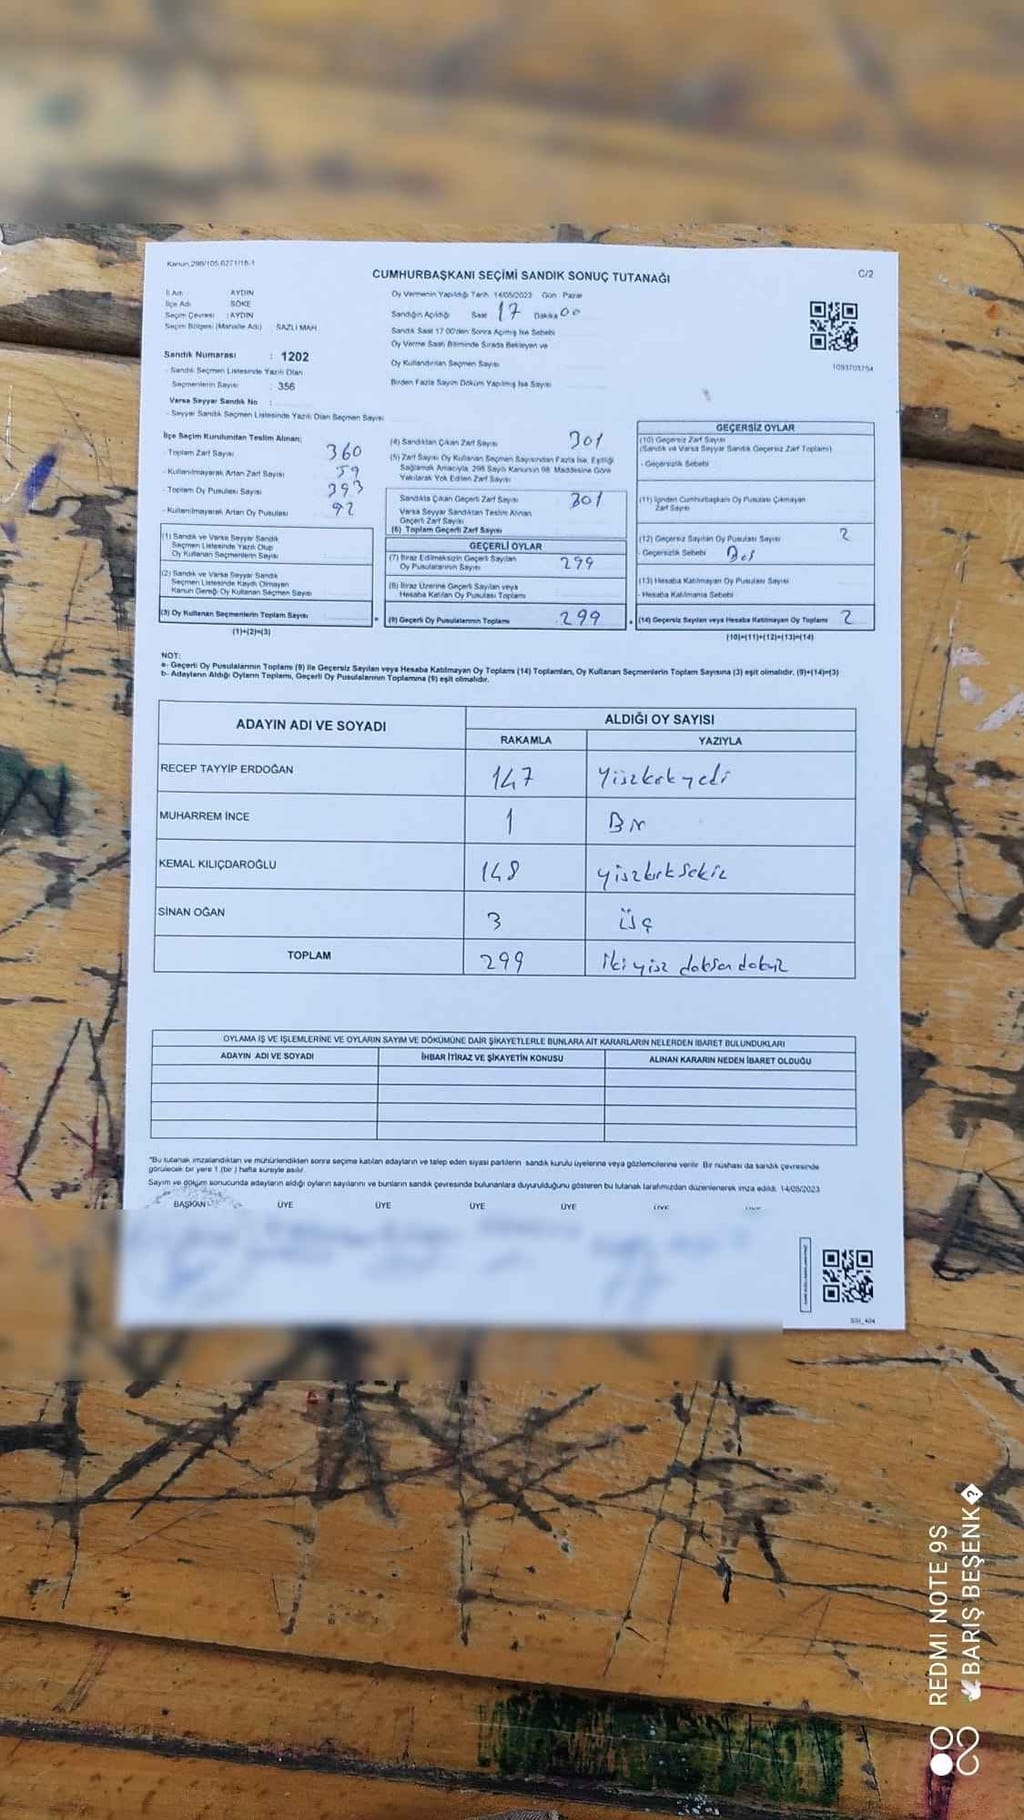 Kanun:298/105,6271/18-1
CUMHURBAŞKANI SEÇİMİ SANDIK SONUÇ TUTANAĞI
C/2
İl Adı AYDIN
İlçe Adı SÖKE
Seçim Çevresi : AYDIN
Seçim Bölgesi (Mahalle Adı) SAZLI MAH.
Oy Vermenin Yapıldığı Tarih 14/05/2023 Gün Pazar
Sandığın Açıldığı Saat 17 Dakika 00
Sandık Saat 17 00'den Sonra Açılmış İse Sebebi
Oy Verme Saati Bitiminde Sırada Bekleyen ve
Oy Kullandırılan Seçmen Sayısı
Birden Fazla Sayım Döküm Yapılmış İse Sayısı
Sandık Numarası : 1202
- Sandık Seçmen Listesinde Yazılı Olan
Seçmenlerin Sayısı : 356
Varsa Seyyar Sandık No :
- Seyyar Sandık Seçmen Listesinde Yazılı Olan Seçmen Sayısı
İlçe Seçim Kurulundan Teslim Alınan;
- Toplam Zarf Sayısı 360
- Kullanılmayarak Artan Zarf Sayısı 59
- Toplam Oy Pusulası Sayısı 393
- Kullanılmayarak Artan Oy Pusulası 92
(1) Sandık ve Varsa Seyyar Sandık
Seçmen Listesinde Yazılı Olup
Oy Kullanan Seçmenlerin Sayısı
(2) Sandık ve Varsa Seyyar Sandık
Seçmen Listesinde Kayıtlı Olmayan
Kanun Gereği Oy Kullanan Seçmen Sayısı
(3) Oy Kullanan Seçmenlerin Toplam Sayısı
(1)+(2)=(3)
(4) Sandıktan Çıkan Zarf Sayısı 301
(5) Zarf Sayısı Oy Kullanan Seçmen Sayısından Fazla İse, Eşitliği
Sağlamak Amacıyla, 298 Sayılı Kanunun 98. Maddesine Göre
Yakılarak Yok Edilen Zarf Sayısı
Sandıkta Çıkan Geçerli Zarf Sayısı 301
Varsa Seyyar Sandıktan Teslim Alınan
Geçerli Zarf Sayısı
(6) Toplam Geçerli Zarf Sayısı
GEÇERLİ OYLAR
(7) İtiraz Edilmeksizin Geçerli Sayılan
Oy Pusulalarının Sayısı 299
(8) İtiraz Üzerine Geçerli Sayılan veya
Hesaba Katılan Oy Pusulası Toplamı
(9) Geçerli Oy Pusulalarının Toplamı 299
GEÇERSİZ OYLAR
(10) Geçersiz Zarf Sayısı
(Sandık ve Varsa Seyyar Sandık Geçersiz Zarf Toplamı)
- Geçersizlik Sebebi
(11) İçinden Cumhurbaşkanı Oy Pusulası Çıkmayan
Zarf Sayısı
(12) Geçersiz Sayılan Oy Pusulası Sayısı 2
- Geçersizlik Sebebi Boş
(13) Hesaba Katılmayan Oy Pusulası Sayısı
- Hesaba Katılmama Sebebi
(14) Geçersiz Sayılan veya Hesaba Katılmayan Oy Toplamı 2
(10)+(11)+(12)+(13)=(14)
NOT:
a- Geçerli Oy Pusulalarının Toplamı (9) ile Geçersiz Sayılan veya Hesaba Katılmayan Oy Toplamı (14) Toplamları, Oy Kullanan Seçmenlerin Toplam Sayısına (3) eşit olmalıdır. (9)+(14)=(3)
b- Adayların Aldığı Oyların Toplamı, Geçerli Oy Pusulalarının Toplamına (9) eşit olmalıdır.
ADAYIN ADI VE SOYADI ALDIĞI OY SAYISI
RAKAMLA YAZIYLA
RECEP TAYYİP ERDOĞAN 147 Yüzkırkyedi
MUHARREM İNCE 1 Bir
KEMAL KILIÇDAROĞLU 148 yüzkırksekiz
SİNAN OĞAN 3 üç
TOPLAM 299 ikiyüz doksan dokuz
OYLAMA İŞ VE İŞLEMLERİNE VE OYLARIN SAYIM VE DÖKÜMÜNE DAİR ŞİKAYETLERLE BUNLARA AİT KARARLARIN NELERDEN İBARET BULUNDUKLARI
ADAYIN ADI VE SOYADI İHBAR İTİRAZ VE ŞİKAYETİN KONUSU ALINAN KARARIN NEDEN İBARET OLDUĞU
"Bu tutanak imzalandıktan ve mühürlendikten sonra seçime katılan adayların ve talep eden siyasi partilerin sandık kurulu üyelerine veya gözlemcilerine verilir. Bir nüshası da sandık çevresinde
görülecek bir yere 1 (bir ) hafta süreyle asılır.
Sayım ve döküm sonucunda adayların aldığı oyların sayılarını ve bunların sandık çevresinde bulunanlara duyurulduğunu gösteren bu tutanak tarafımızdan düzenlenerek imza edildi. 14/05/2023
BAŞKAN ÜYE ÜYE ÜYE ÜYE ÜYE
REDMI NOTE 9S
BARIŞ BEŞENK